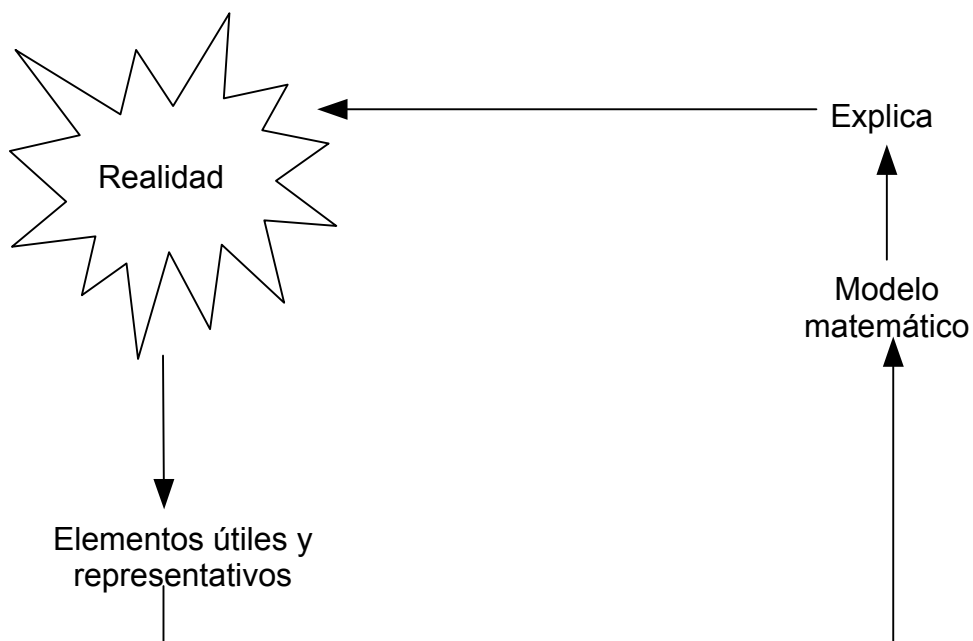 Explica
Realidad
Modelo
matemático
Elementos útiles y
representativos